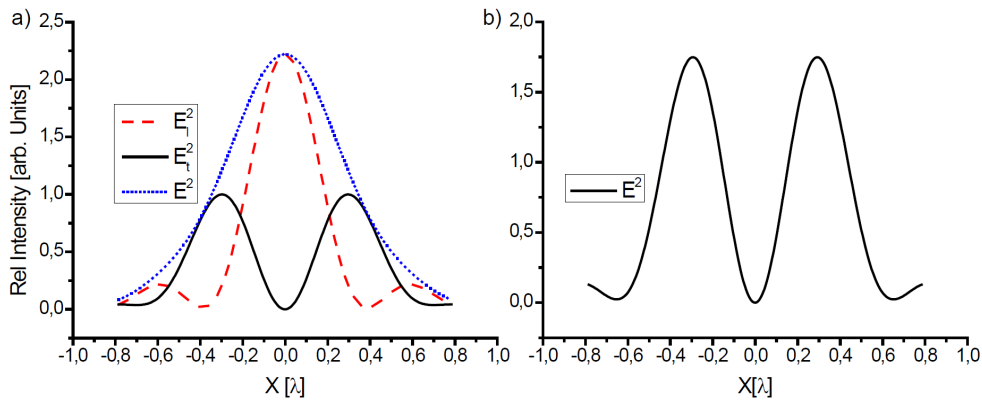 a)
2,5
2,0
1,5
1,0
0,5
0,0
Rel Intensity [arb. Units]
E_l^2
E_t^2
E^2
-1,0 -0,8 -0,6 -0,4 -0,2 0,0 0,2 0,4 0,6 0,8 1,0
X [λ]
b)
2,0
1,5
1,0
0,5
0,0
E^2
-1,0 -0,8 -0,6 -0,4 -0,2 0,0 0,2 0,4 0,6 0,8 1,0
X[λ]